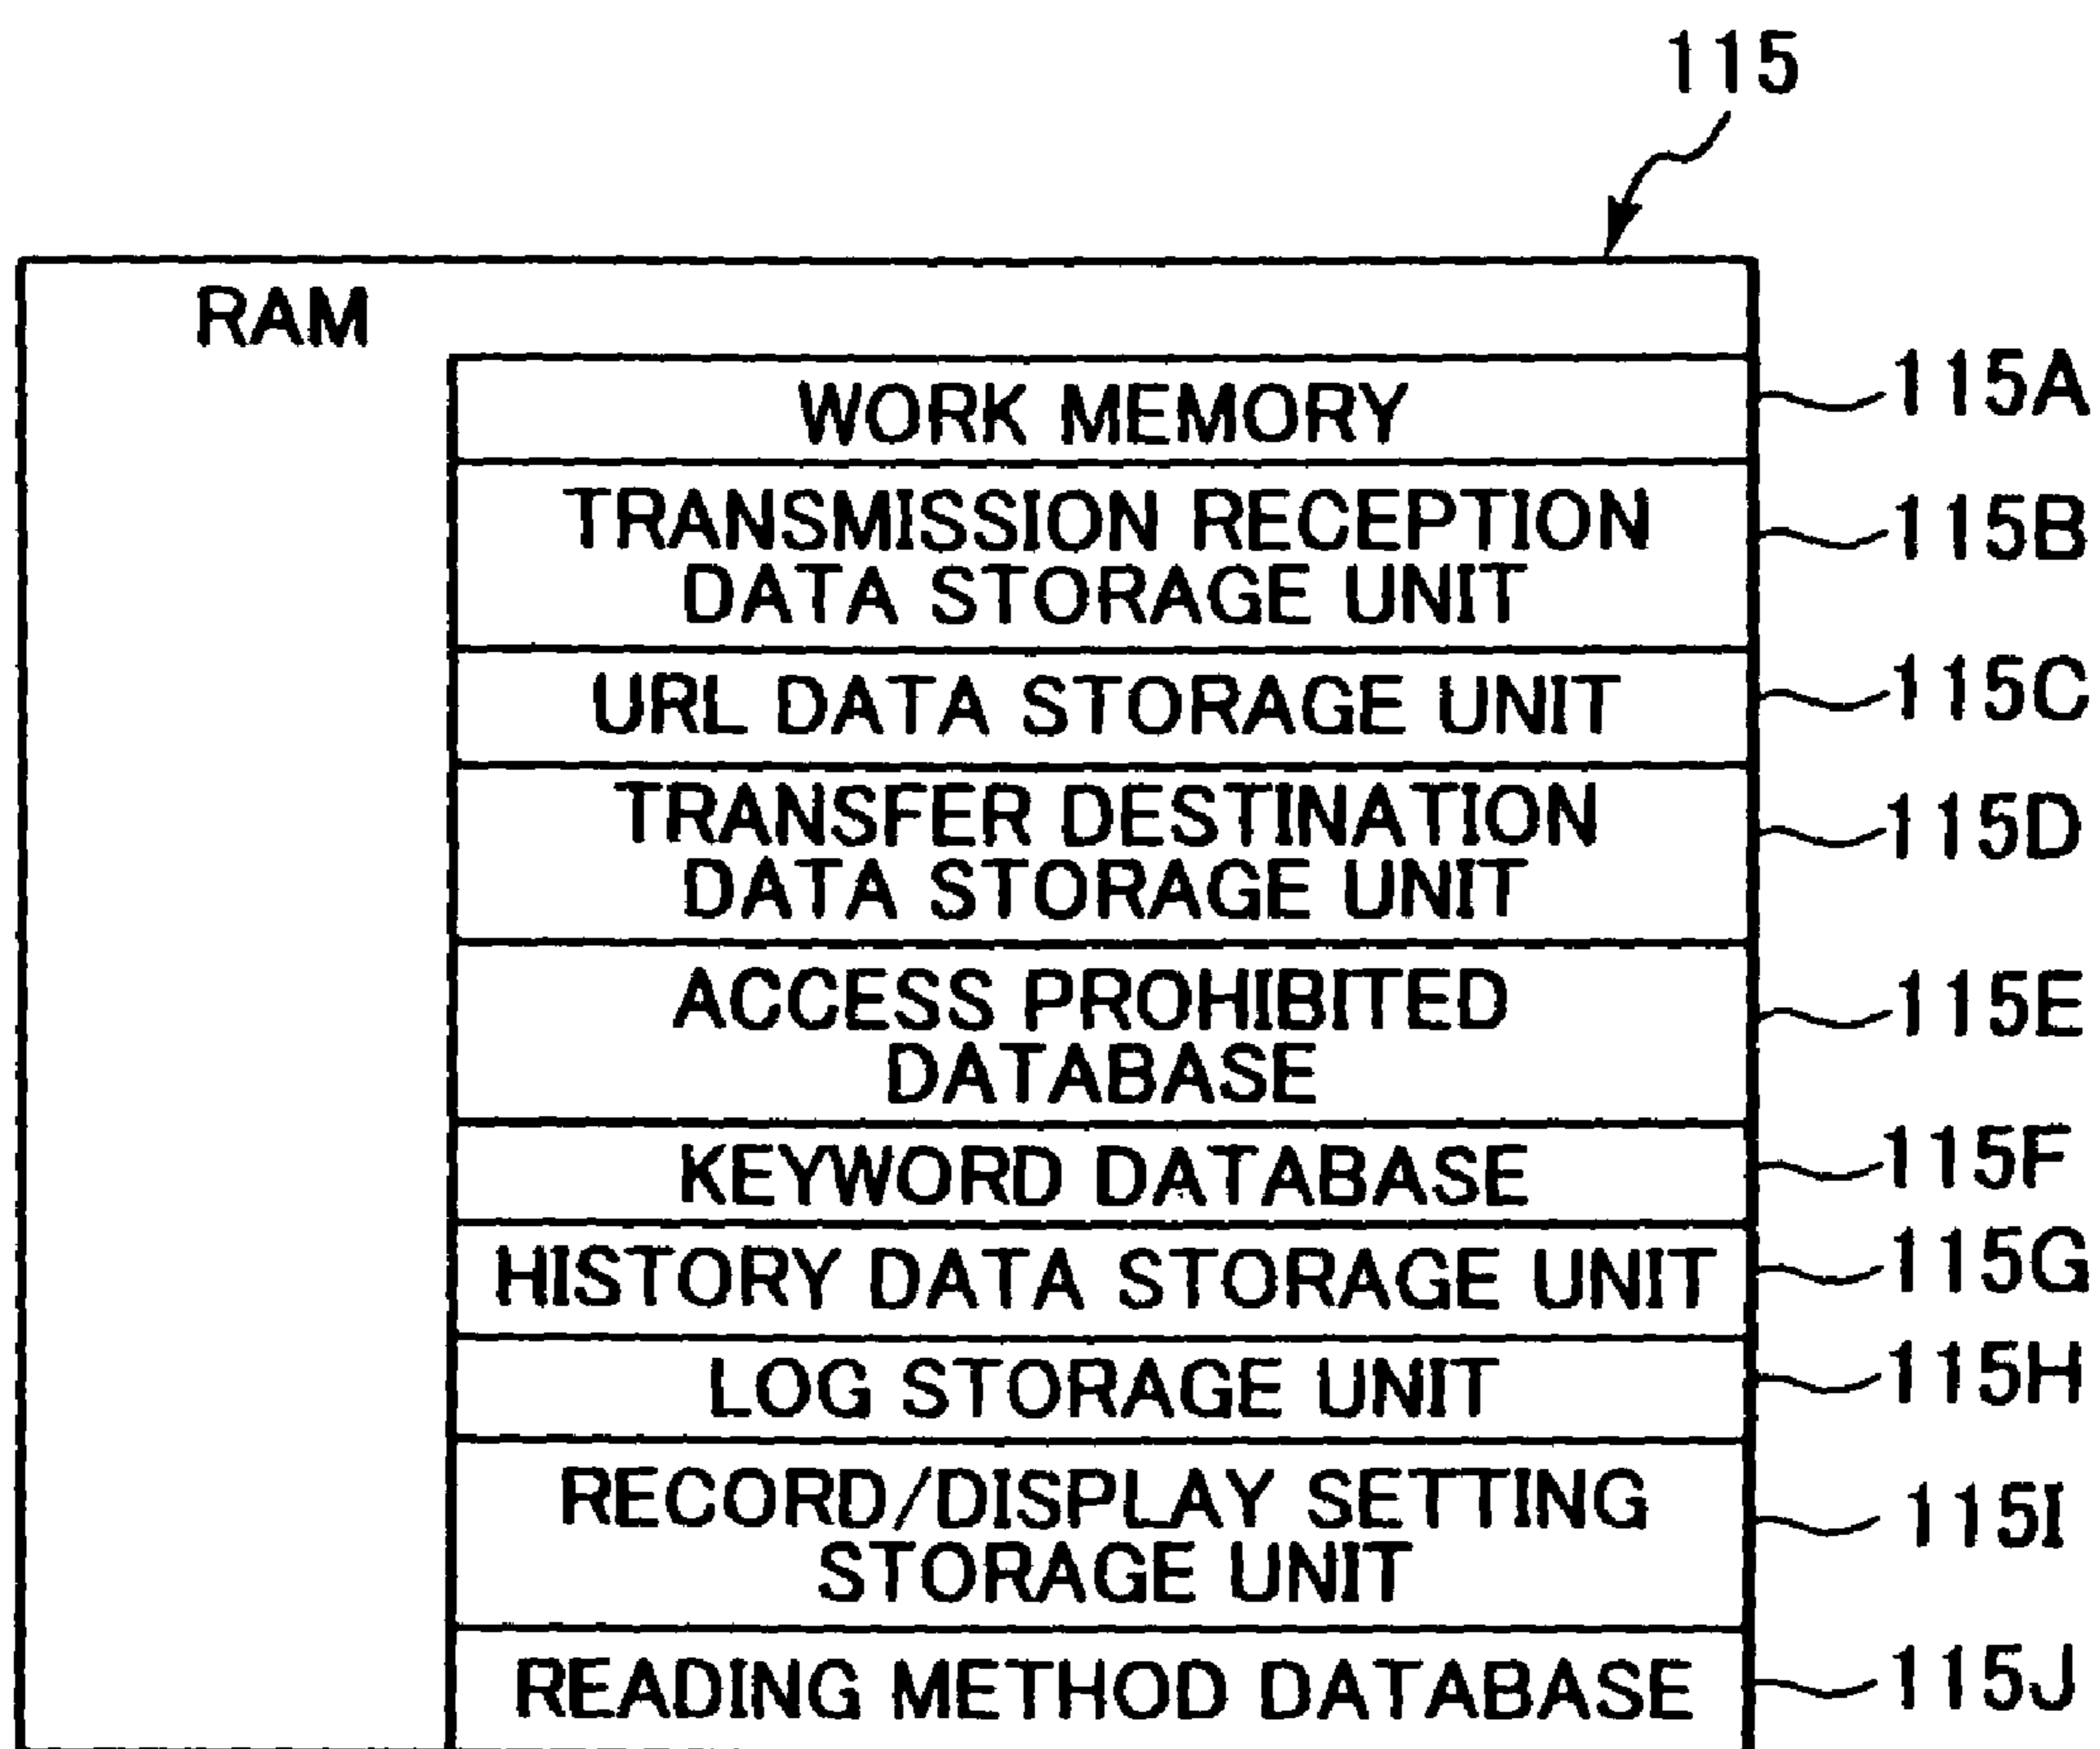 115
RAM
WORK MEMORY
115A
TRANSMISSION RECEPTION
DATA STORAGE UNIT
115B
URL DATA STORAGE UNIT
115C
TRANSFER DESTINATION
DATA STORAGE UNIT
115D
ACCESS PROHIBITED
DATABASE
115E
KEYWORD DATABASE
115F
HISTORY DATA STORAGE UNIT
115G
LOG STORAGE UNIT
115H
RECORD/DISPLAY SETTING
STORAGE UNIT
115I
READING METHOD DATABASE
115J